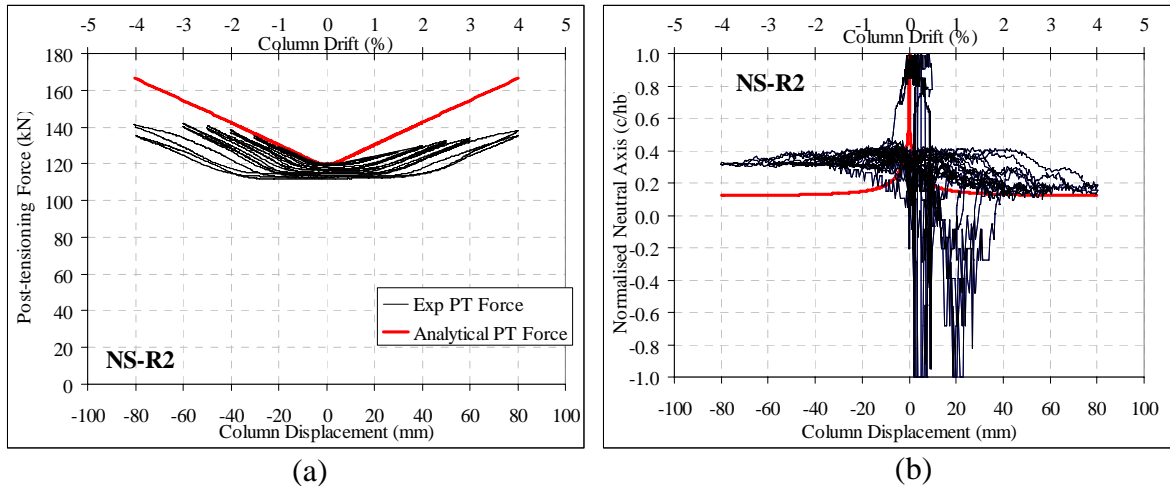 -5 -4 -3 -2 -1 0 1 2 3 4 5
Column Drift (%)
180
160
140
120
100
80
60
40
20
0
Post-tensioning Force (kN)
Exp PT Force
Analytical PT Force
NS-R2
-100 -80 -60 -40 -20 0 20 40 60 80 100
Column Displacement (mm)
(a)
-5 -4 -3 -2 -1 0 1 2 3 4 5
Column Drift (%)
NS-R2
1.0
0.8
0.6
0.4
0.2
0.0
-0.2
-0.4
-0.6
-0.8
-1.0
Normalised Neutral Axis (c/hb)
-100 -80 -60 -40 -20 0 20 40 60 80 100
Column Displacement (mm)
(b)